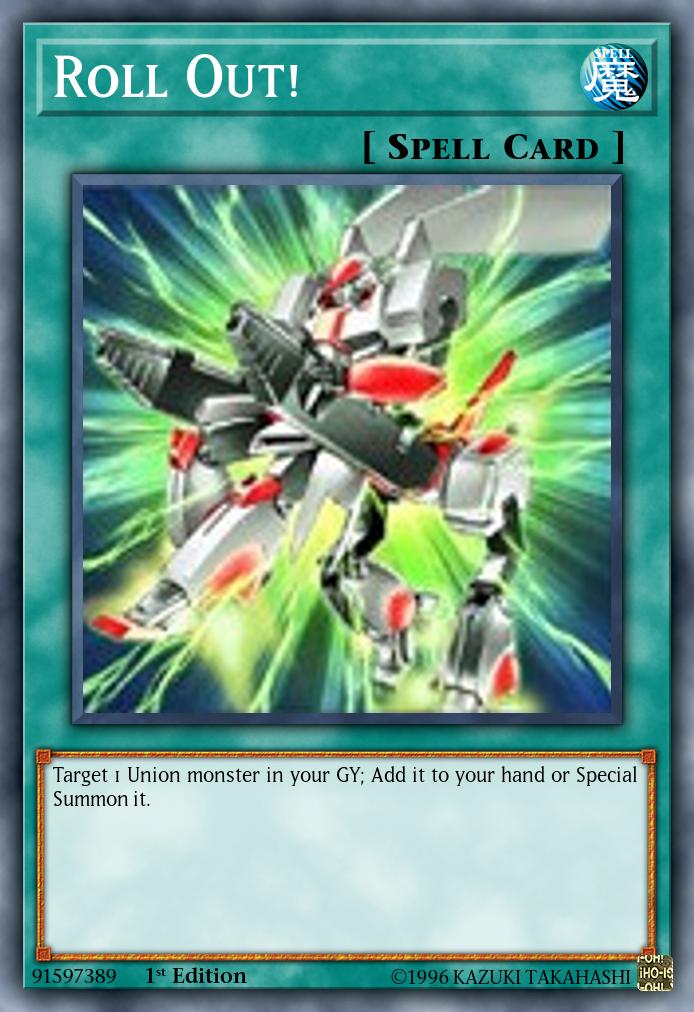 Roll Out!
SPELL
魔
[ Spell Card ]
Target 1 Union monster in your GY; Add it to your hand or Special
Summon it.
91597389 1st Edition ©1996 KAZUKI TAKAHASHI